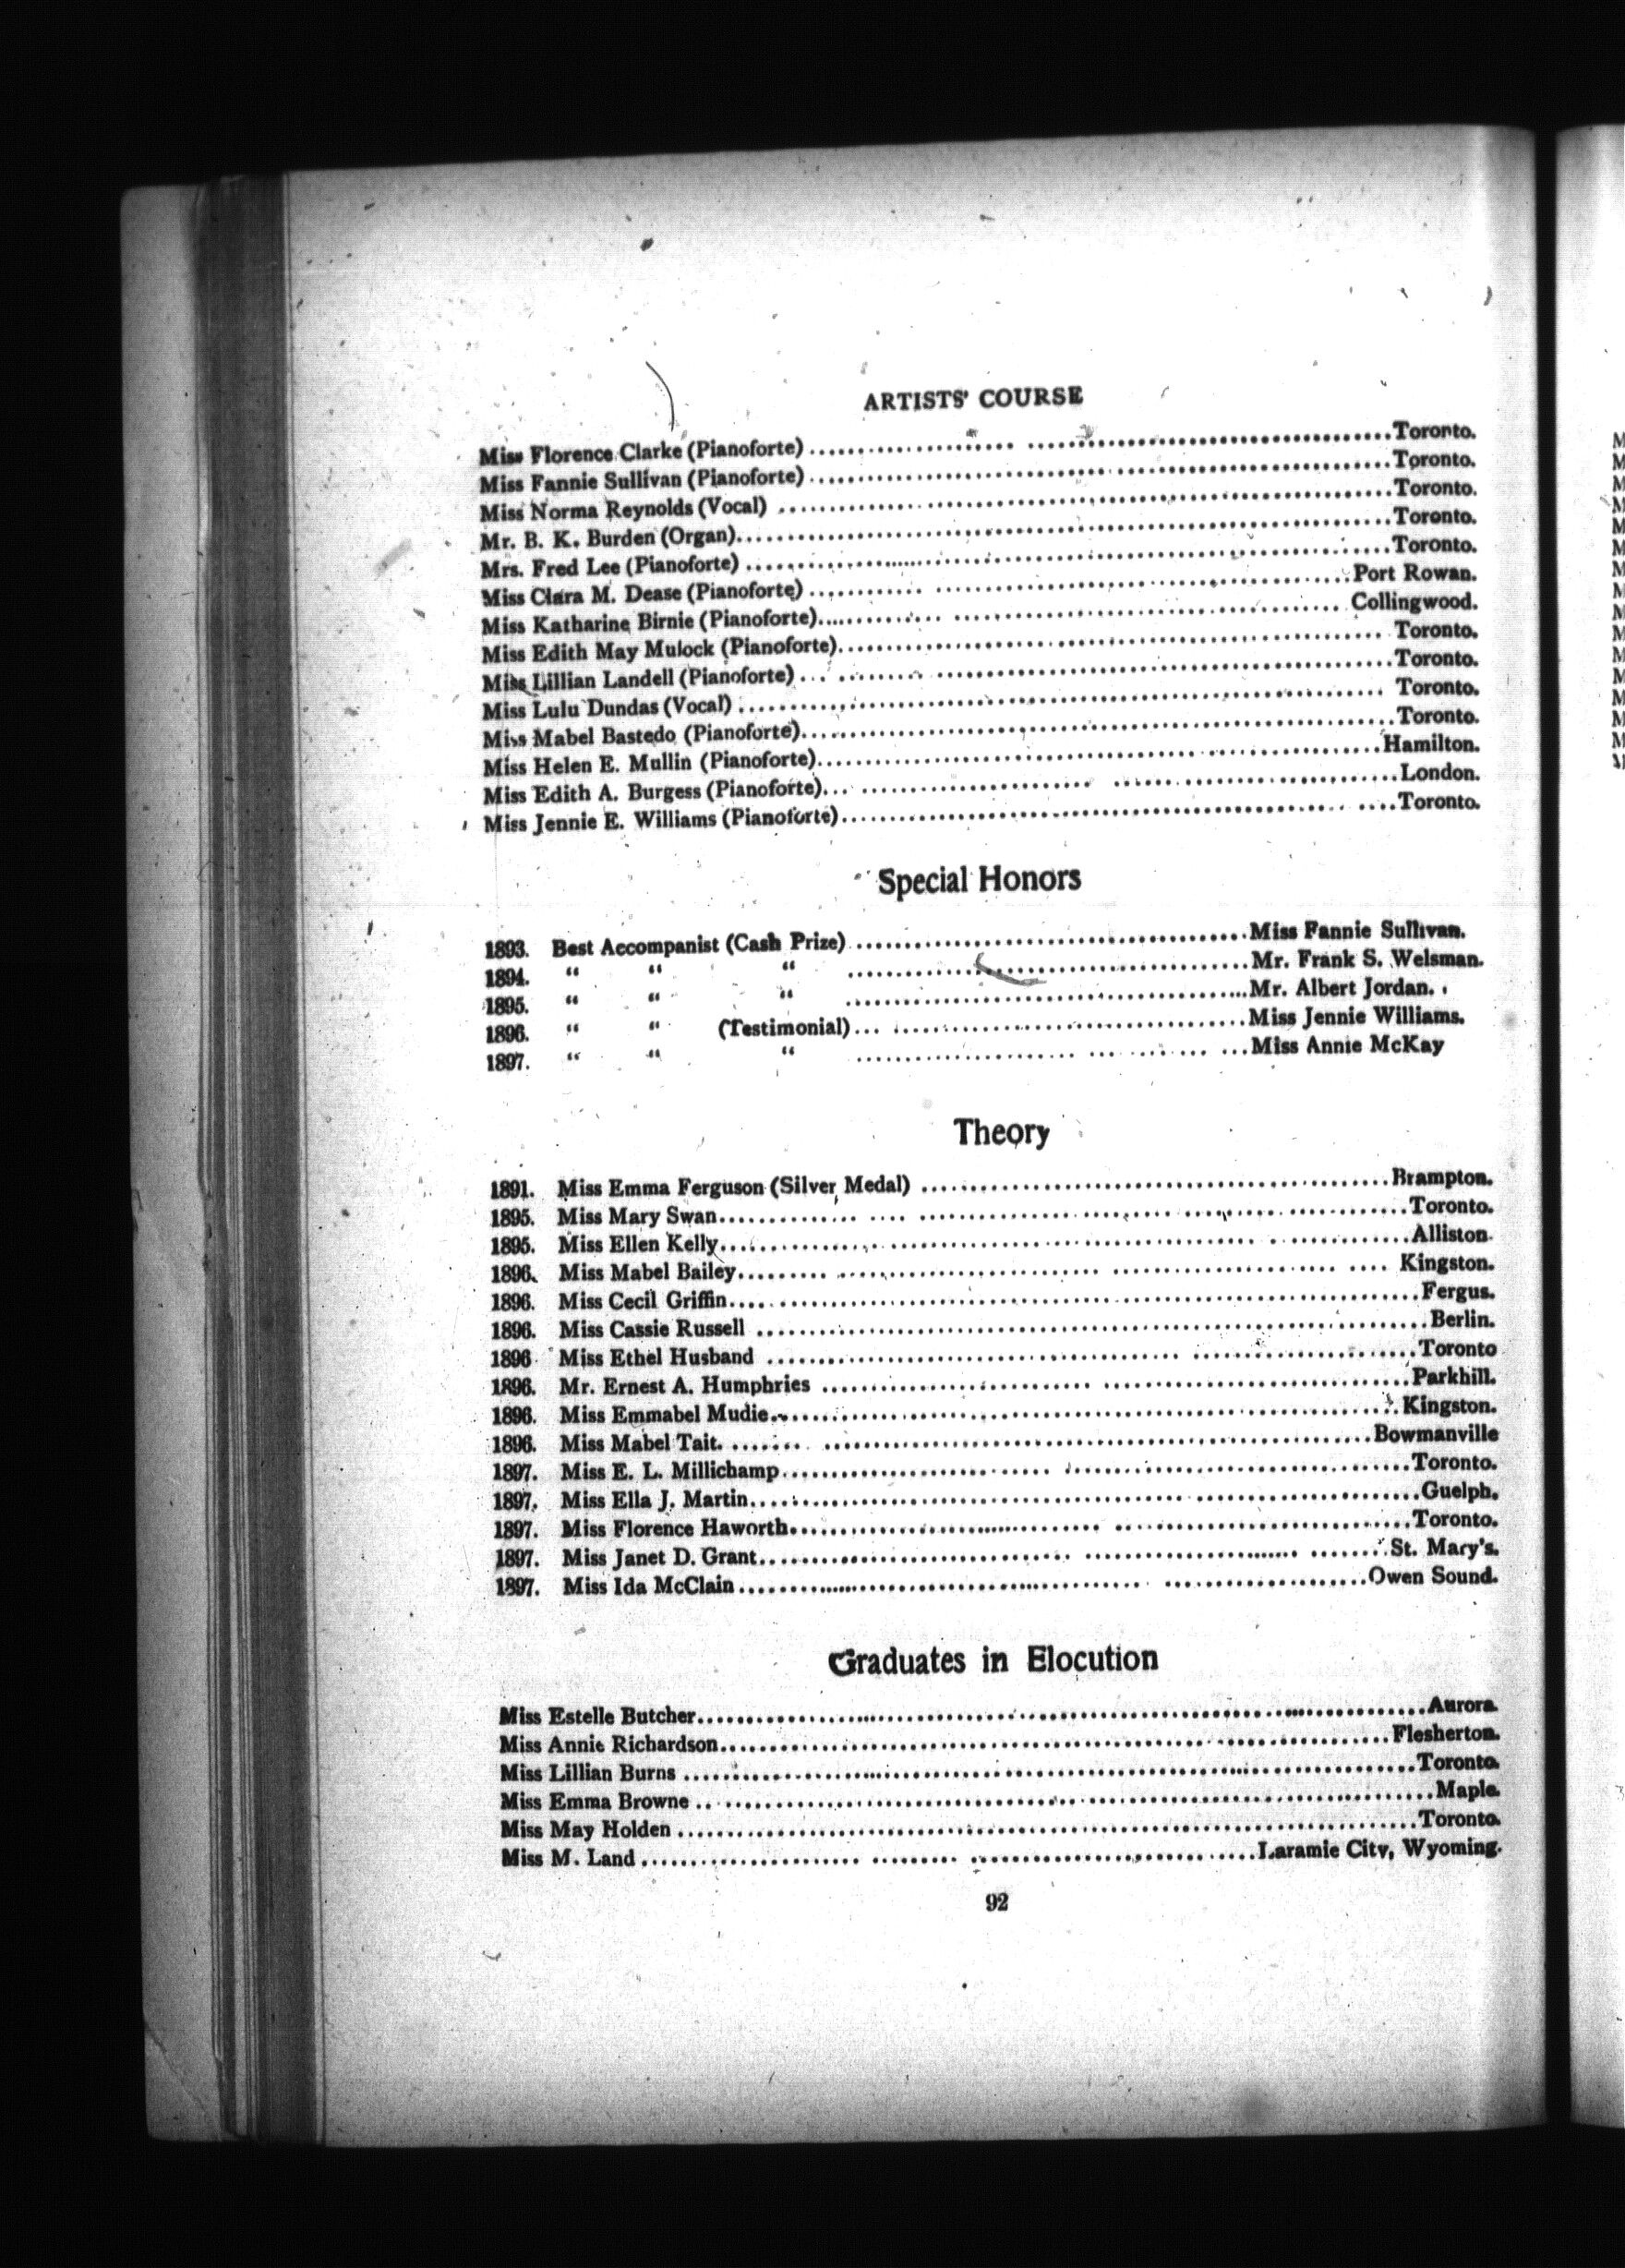 ARTISTS' COURSE
Miss Florence Clarke (Pianoforte) ........ Toronto.
Miss Fannie Sullivan (Pianoforte) ........ Toronto.
Miss Norma Reynolds (Vocal) ........ Toronto.
Mr. B. K. Burden (Organ) ........ Toronto.
Mrs. Fred Lee (Pianoforte) ........ Toronto.
Miss Clara M. Dease (Pianoforte) ........ Port Rowan.
Miss Katharine Birnie (Pianoforte) ........ Collingwood.
Miss Edith May Mulock (Pianoforte) ........ Toronto.
Miss Lillian Landell (Pianoforte) ........ Toronto.
Miss Lulu Dundas (Vocal) ........ Toronto.
Miss Mabel Bastedo (Pianoforte) ........ Toronto.
Miss Helen E. Mullin (Pianoforte) ........ Hamilton.
Miss Edith A. Burgess (Pianoforte) ........ London.
Miss Jennie E. Williams (Pianoforte) ........ Toronto.
Special Honors
1893. Best Accompanist (Cash Prize) ........ Miss Fannie Sullivan.
1894. " " " ........ Mr. Frank S. Welsman.
1895. " " " ........ Mr. Albert Jordan.
1896. " " (Testimonial) ........ Miss Jennie Williams.
1897. " " " ........ Miss Annie McKay
Theory
1891. Miss Emma Ferguson (Silver Medal) ........ Brampton.
1895. Miss Mary Swan ........ Toronto.
1895. Miss Ellen Kelly ........ Alliston.
1896. Miss Mabel Bailey ........ Kingston.
1896. Miss Cecil Griffin ........ Fergus.
1896. Miss Cassie Russell ........ Berlin.
1896 Miss Ethel Husband ........ Toronto
1896. Mr. Ernest A. Humphries ........ Parkhill.
1896. Miss Emmabel Mudie ........ Kingston.
1896. Miss Mabel Tait ........ Bowmanville
1897. Miss E. L. Millichamp ........ Toronto.
1897. Miss Ella J. Martin ........ Guelph.
1897. Miss Florence Haworth ........ Toronto.
1897. Miss Janet D. Grant ........ St. Mary's.
1897. Miss Ida McClain ........ Owen Sound.
Graduates in Elocution
Miss Estelle Butcher ........ Aurora.
Miss Annie Richardson ........ Flesherton.
Miss Lillian Burns ........ Toronto.
Miss Emma Browne ........ Maple.
Miss May Holden ........ Toronto.
Miss M. Land ........ Laramie City, Wyoming.
92